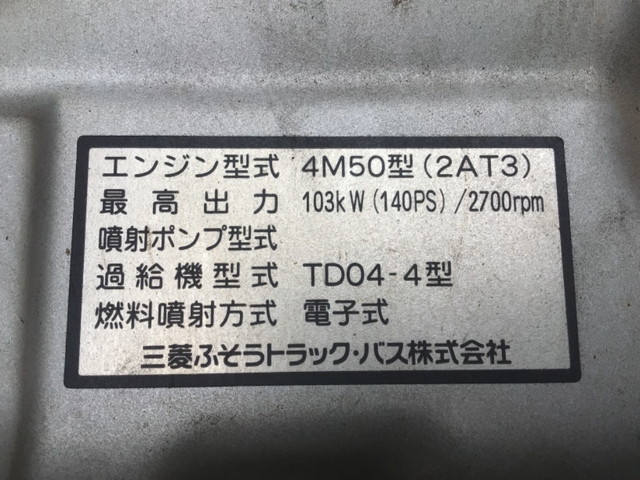 エンジン型式 4M50型(2AT3)
最高出力 103kW(140PS)/2700rpm
噴射ポンプ型式
過給機型式 TD04-4型
燃料噴射方式 電子式
三菱ふそうトラック・バス株式会社